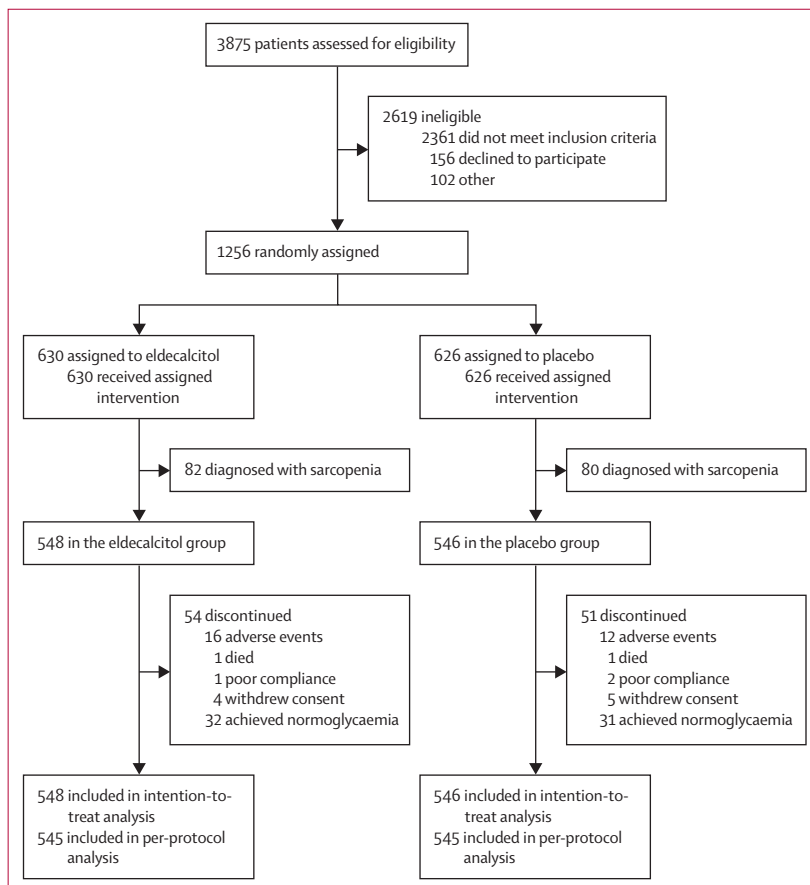 3875 patients assessed for eligibility
2619 ineligible
2361 did not meet inclusion criteria
156 declined to participate
102 other
1256 randomly assigned
630 assigned to eldecalcitol
630 received assigned
intervention
626 assigned to placebo
626 received assigned
intervention
82 diagnosed with sarcopenia
80 diagnosed with sarcopenia
548 in the eldecalcitol group
546 in the placebo group
54 discontinued
16 adverse events
1 died
1 poor compliance
4 withdrew consent
32 achieved normoglycaemia
51 discontinued
12 adverse events
1 died
2 poor compliance
5 withdrew consent
31 achieved normoglycaemia
548 included in intention-to-
treat analysis
545 included in per-protocol
analysis
546 included in intention-to-
treat analysis
545 included in per-protocol
analysis